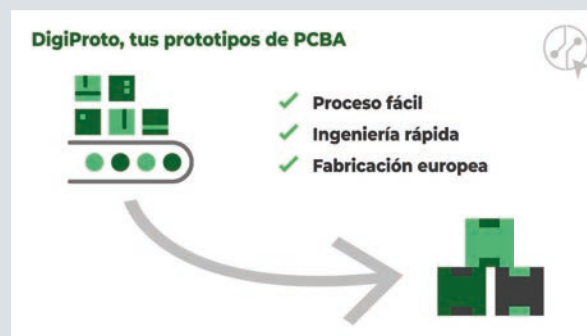 DigiProto, tus prototipos de PCBA
Proceso fácil
Ingeniería rápida
Fabricación europea